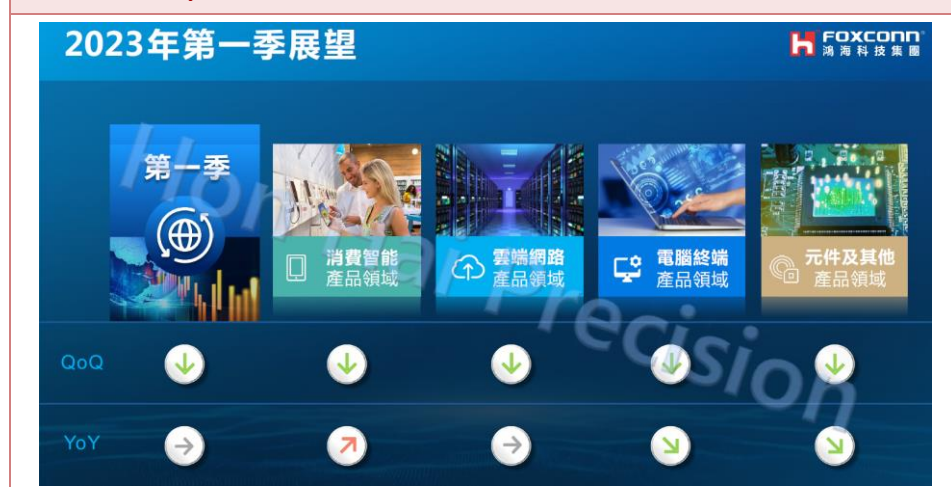 2023年第一季展望
FOXCONN
鴻海科技集團
第一季
消費智能
產品領域
雲端網路
產品領域
電腦終端
產品領域
元件及其他
產品領域
QoQ
YoY
Hon Hai Precision